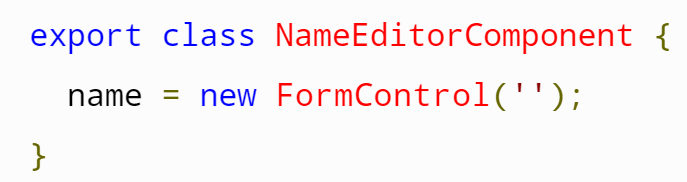 export class NameEditorComponent {
  name = new FormControl('');
}